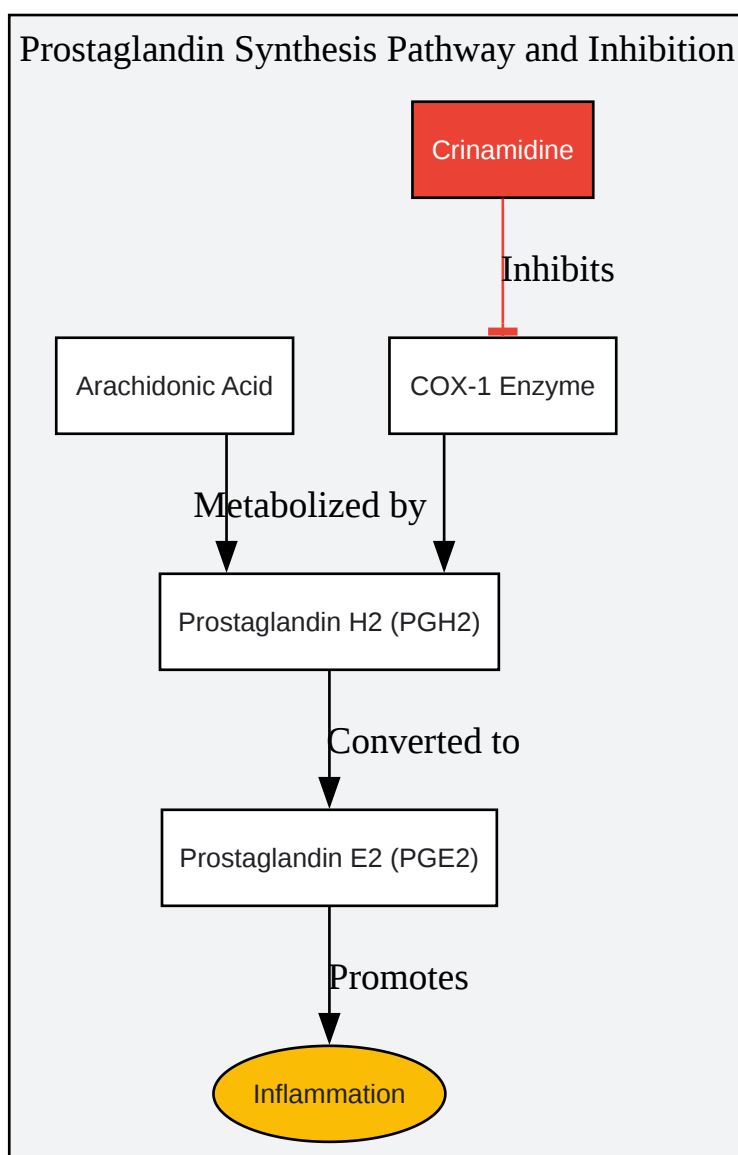 Prostaglandin Synthesis Pathway and Inhibition
Crinamidine
Inhibits
Arachidonic Acid
COX-1 Enzyme
Metabolized by
Prostaglandin H2 (PGH2)
Converted to
Prostaglandin E2 (PGE2)
Promotes
Inflammation